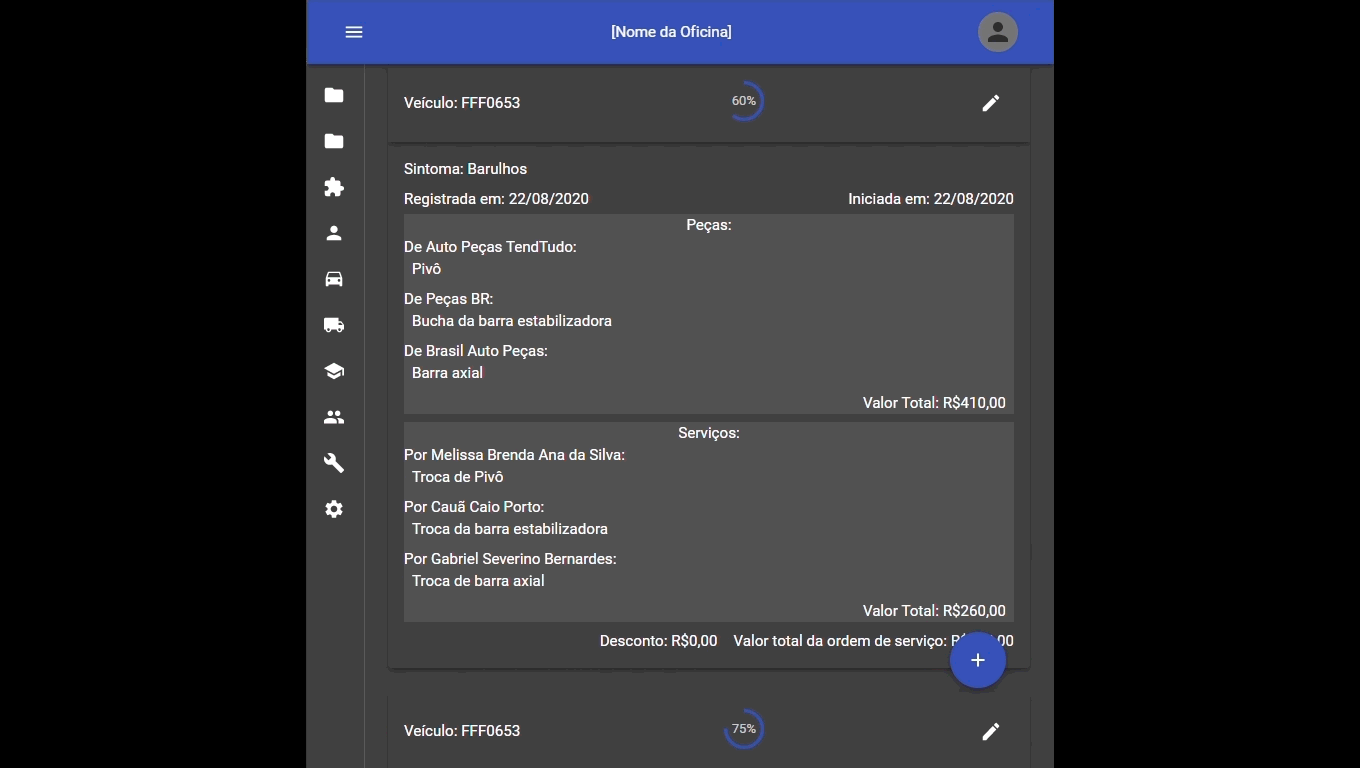 [Nome da Oficina]
Veículo: FFF0653
60%
Sintoma: Barulhos
Registrada em: 22/08/2020 Iniciada em: 22/08/2020
Peças:
De Auto Peças TendTudo:
Pivô
De Peças BR:
Bucha da barra estabilizadora
De Brasil Auto Peças:
Barra axial
Valor Total: R$410,00
Serviços:
Por Melissa Brenda Ana da Silva:
Troca de Pivô
Por Cauã Caio Porto:
Troca da barra estabilizadora
Por Gabriel Severino Bernardes:
Troca de barra axial
Valor Total: R$260,00
Desconto: R$0,00 Valor total da ordem de serviço:
Veículo: FFF0653
75%